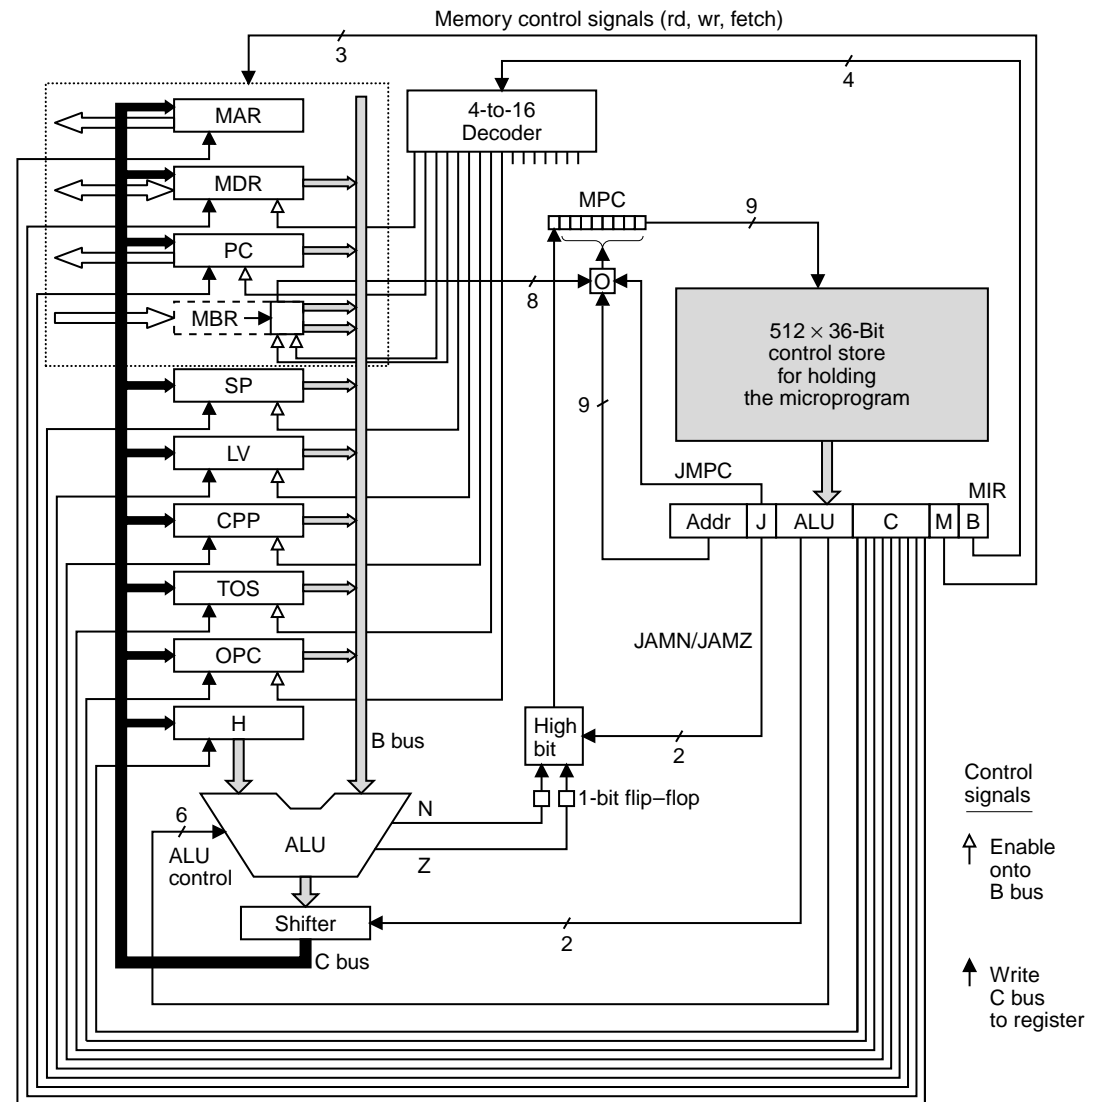 Memory control signals (rd, wr, fetch)
3
4
MAR
4-to-16
Decoder
MDR
MPC
9
PC
8
O
MBR
512 × 36-Bit
control store
for holding
the microprogram
SP
9
LV
JMPC
MIR
Addr
J
ALU
C
M
B
CPP
TOS
JAMN/JAMZ
OPC
H
High
bit
B bus
2
Control
signals
1-bit flip–flop
N
6
ALU
Z
ALU
control
Enable
onto
B bus
Shifter
2
C bus
Write
C bus
to register